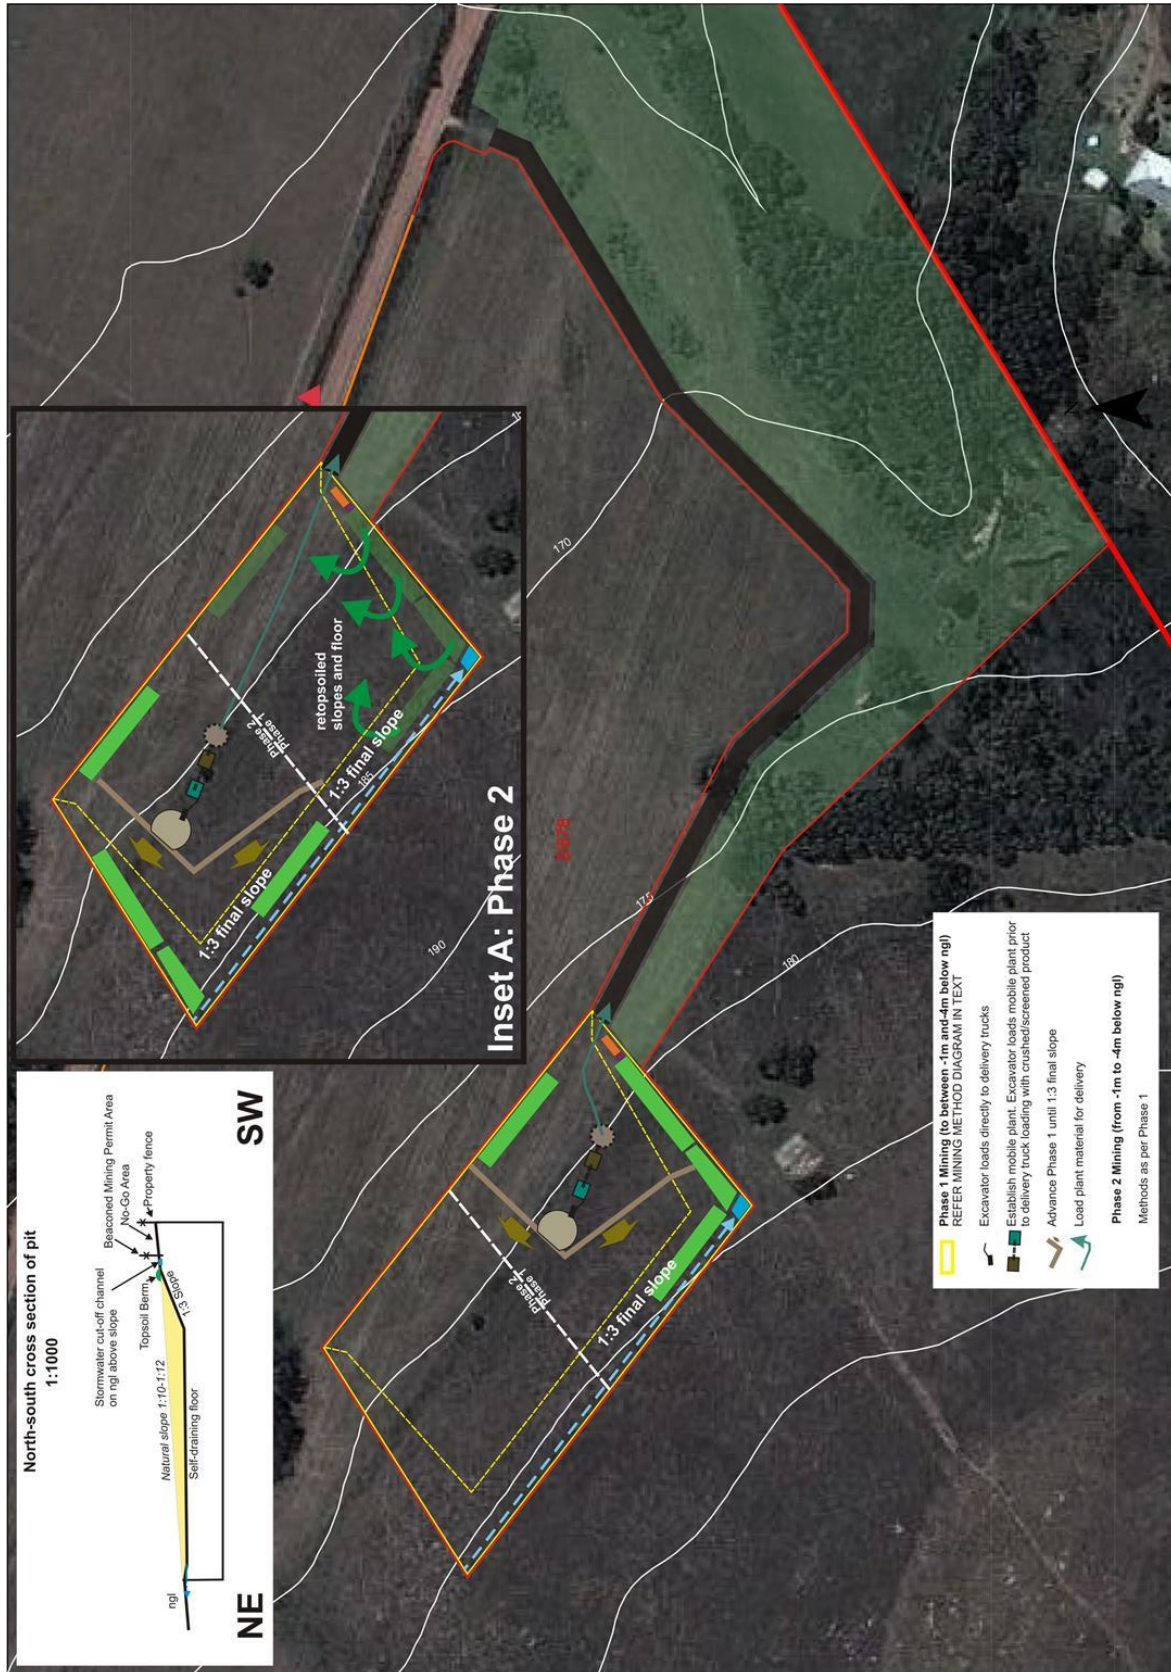 North-south cross section of pit
1:1000
Stormwater cut-off channel
on ngl above slope
Beaconed Mining Permit Area
No-Go Area
Property fence
Topsoil Berm
1:3 Slope
Natural slope 1:10-1:12
Self-draining floor
ngl
NE
SW
Phase 2
Phase 1
retopsoiled
slopes and floor
1:3 final slope
1:3 final slope
185
190
Inset A: Phase 2
170
175
180
Phase 2
Phase 1
1:3 final slope
Phase 1 Mining (to between -1m and-4m below ngl)
REFER MINING METHOD DIAGRAM IN TEXT
Excavator loads directly to delivery trucks
Establish mobile plant. Excavator loads mobile plant prior
to delivery truck loading with crushed/screened product
Advance Phase 1 until 1:3 final slope
Load plant material for delivery
Phase 2 Mining (from -1m to -4m below ngl)
Methods as per Phase 1